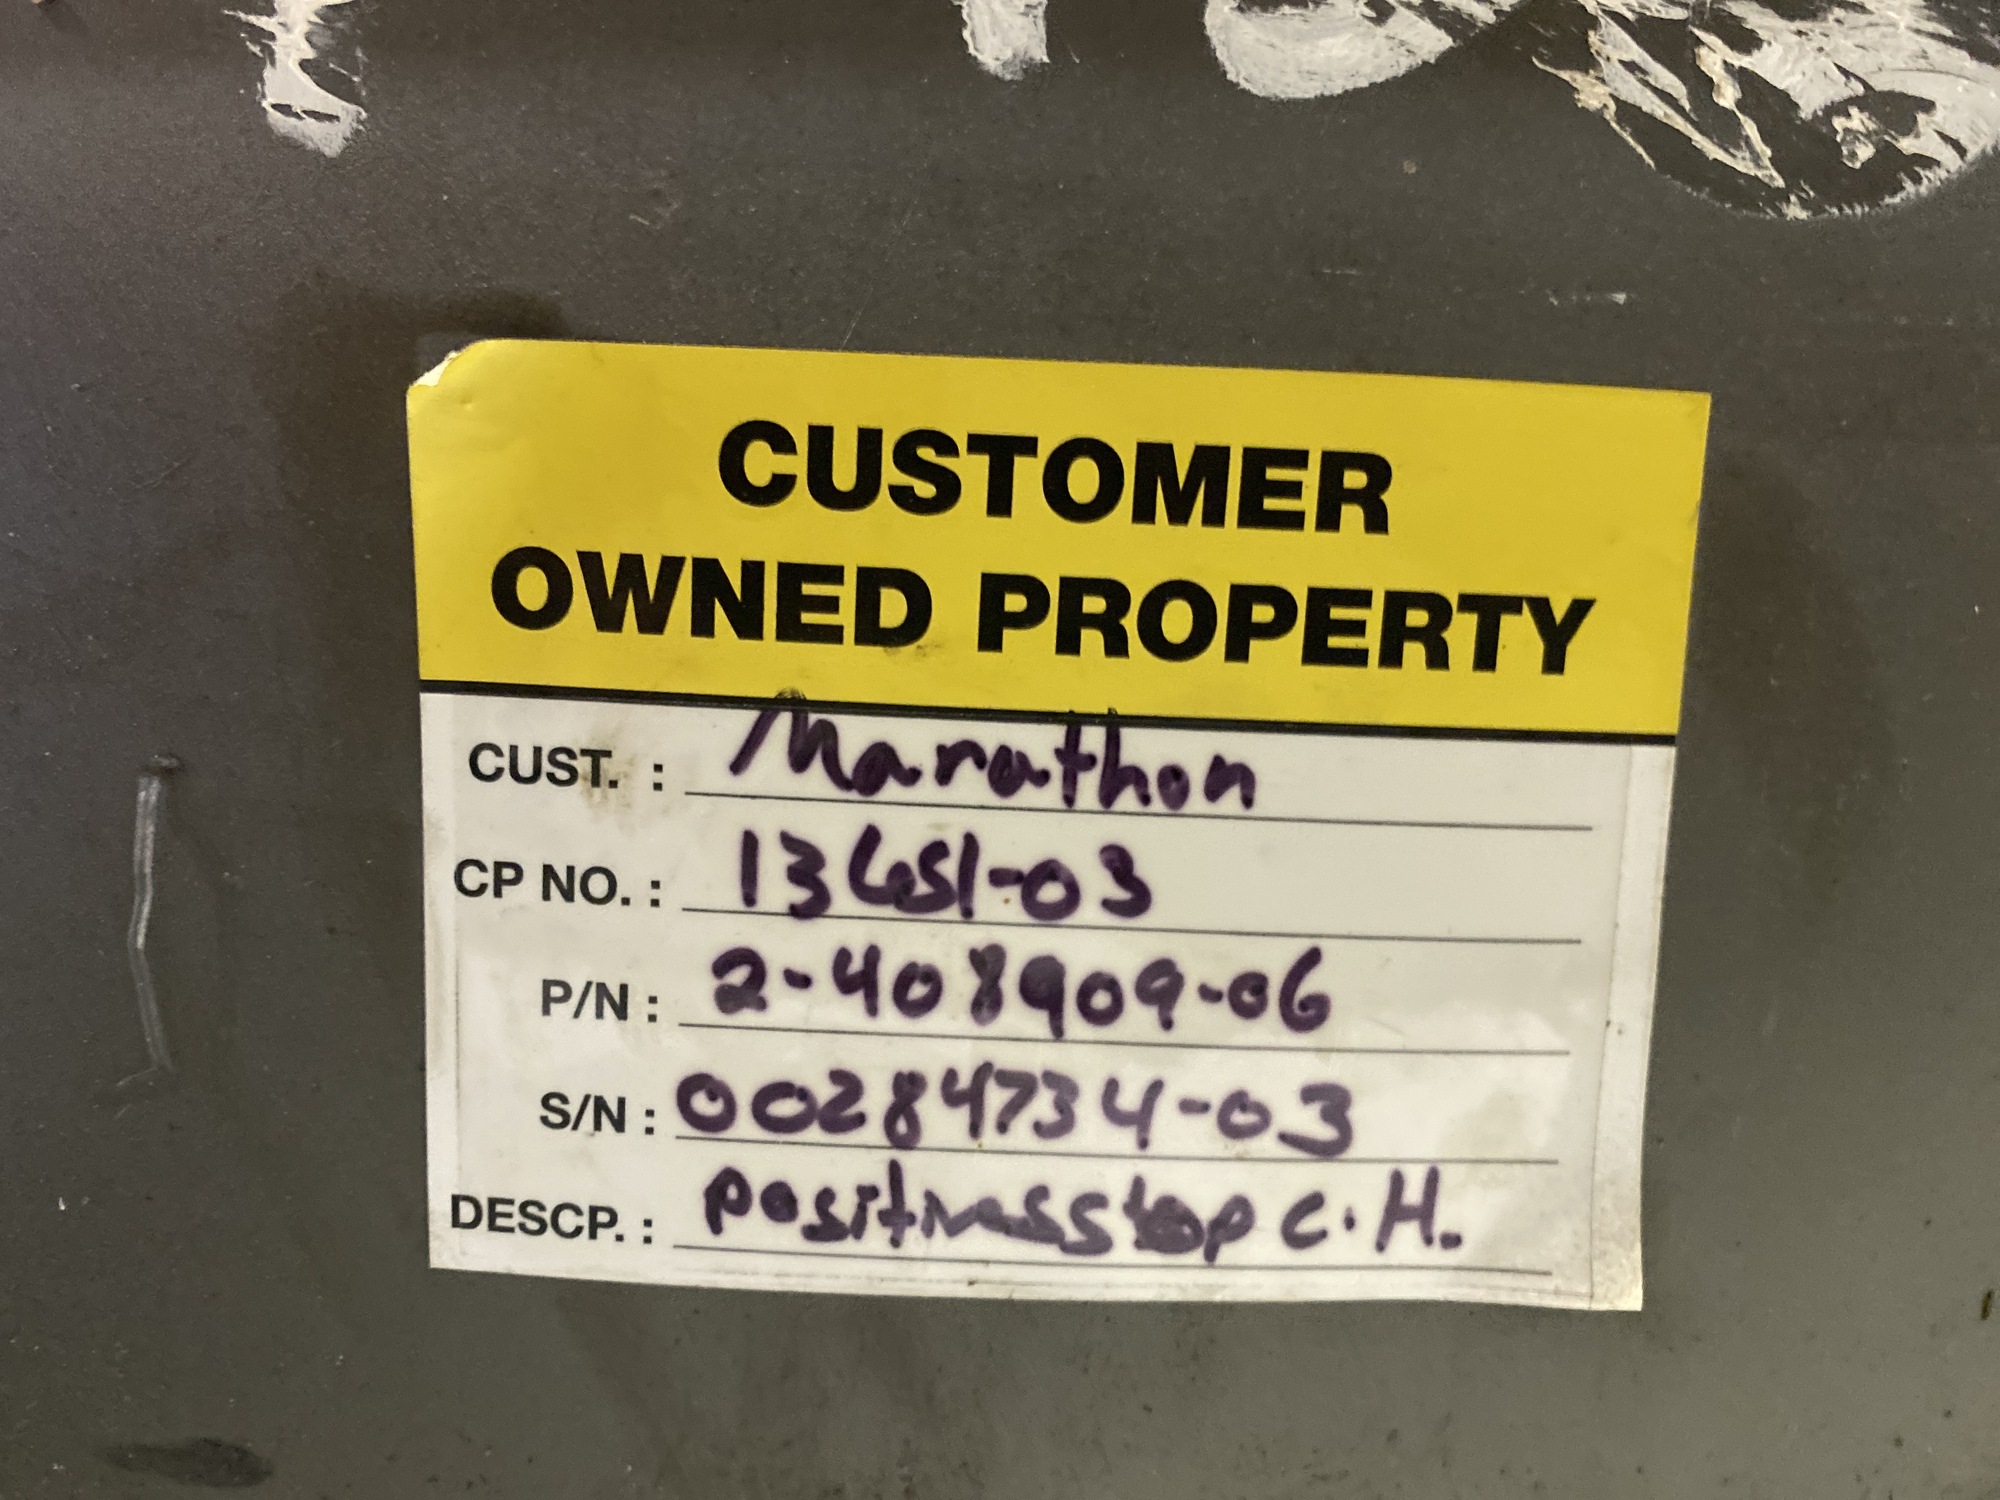 CUSTOMER
OWNED PROPERTY
CUST. : Marathon
CP NO. : 13651-03
P/N : 2-408909-06
S/N : 00284734-03
DESCP. : C.H.